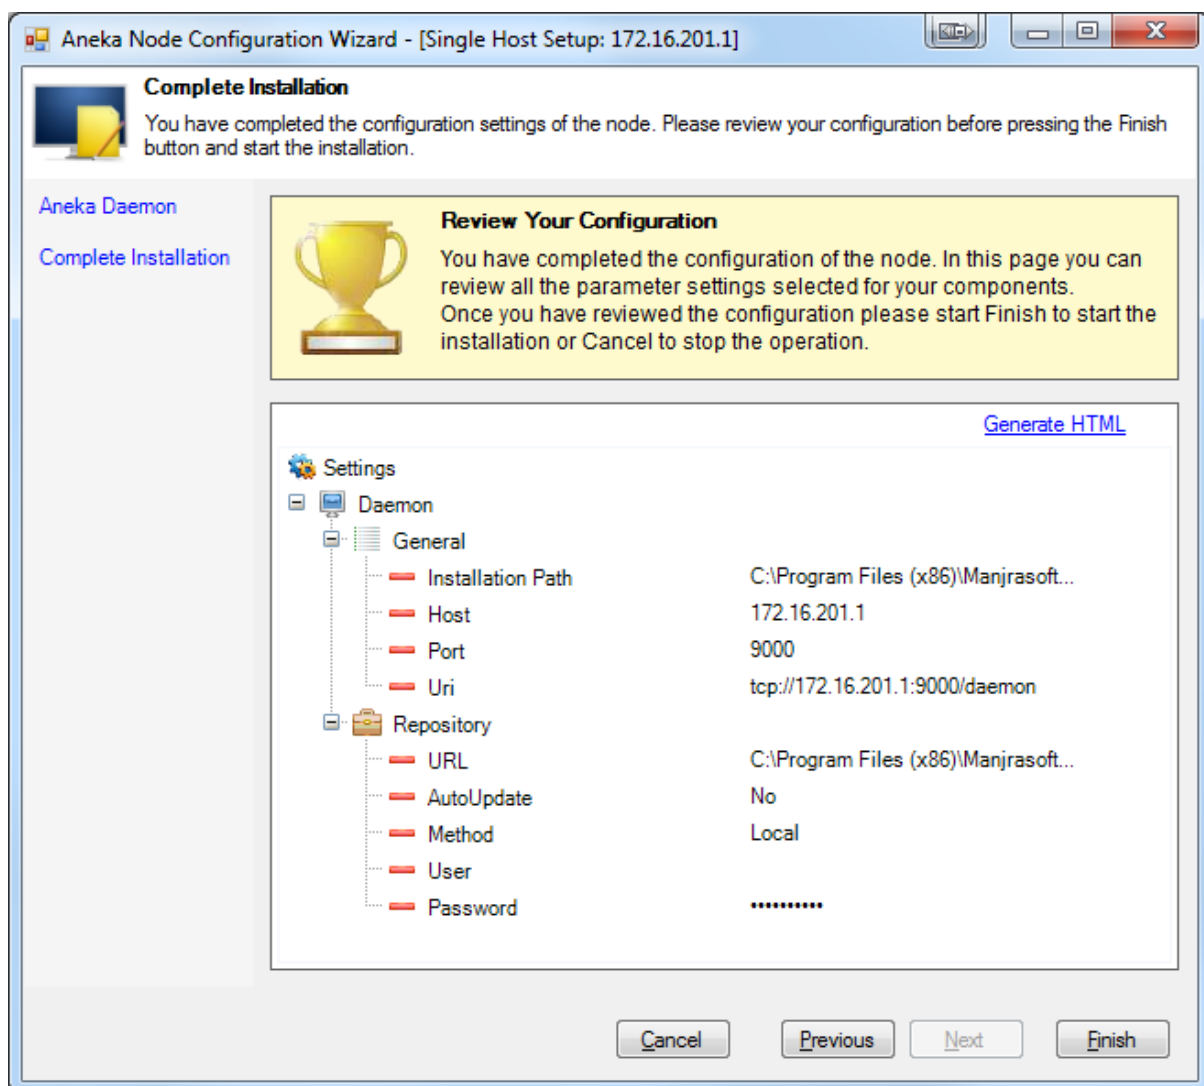 Aneka Node Configuration Wizard - [Single Host Setup: 172.16.201.1]
Complete Installation
You have completed the configuration settings of the node. Please review your configuration before pressing the Finish
button and start the installation.
Aneka Daemon
Complete Installation
Review Your Configuration
You have completed the configuration of the node. In this page you can
review all the parameter settings selected for your components.
Once you have reviewed the configuration please start Finish to start the
installation or Cancel to stop the operation.
Generate HTML
Settings
Daemon
General
Installation Path C:\Program Files (x86)\Manjrasoft...
Host 172.16.201.1
Port 9000
Uri tcp://172.16.201.1:9000/daemon
Repository
URL C:\Program Files (x86)\Manjrasoft...
AutoUpdate No
Method Local
User
Password ••••••••••
Cancel Previous Next Finish